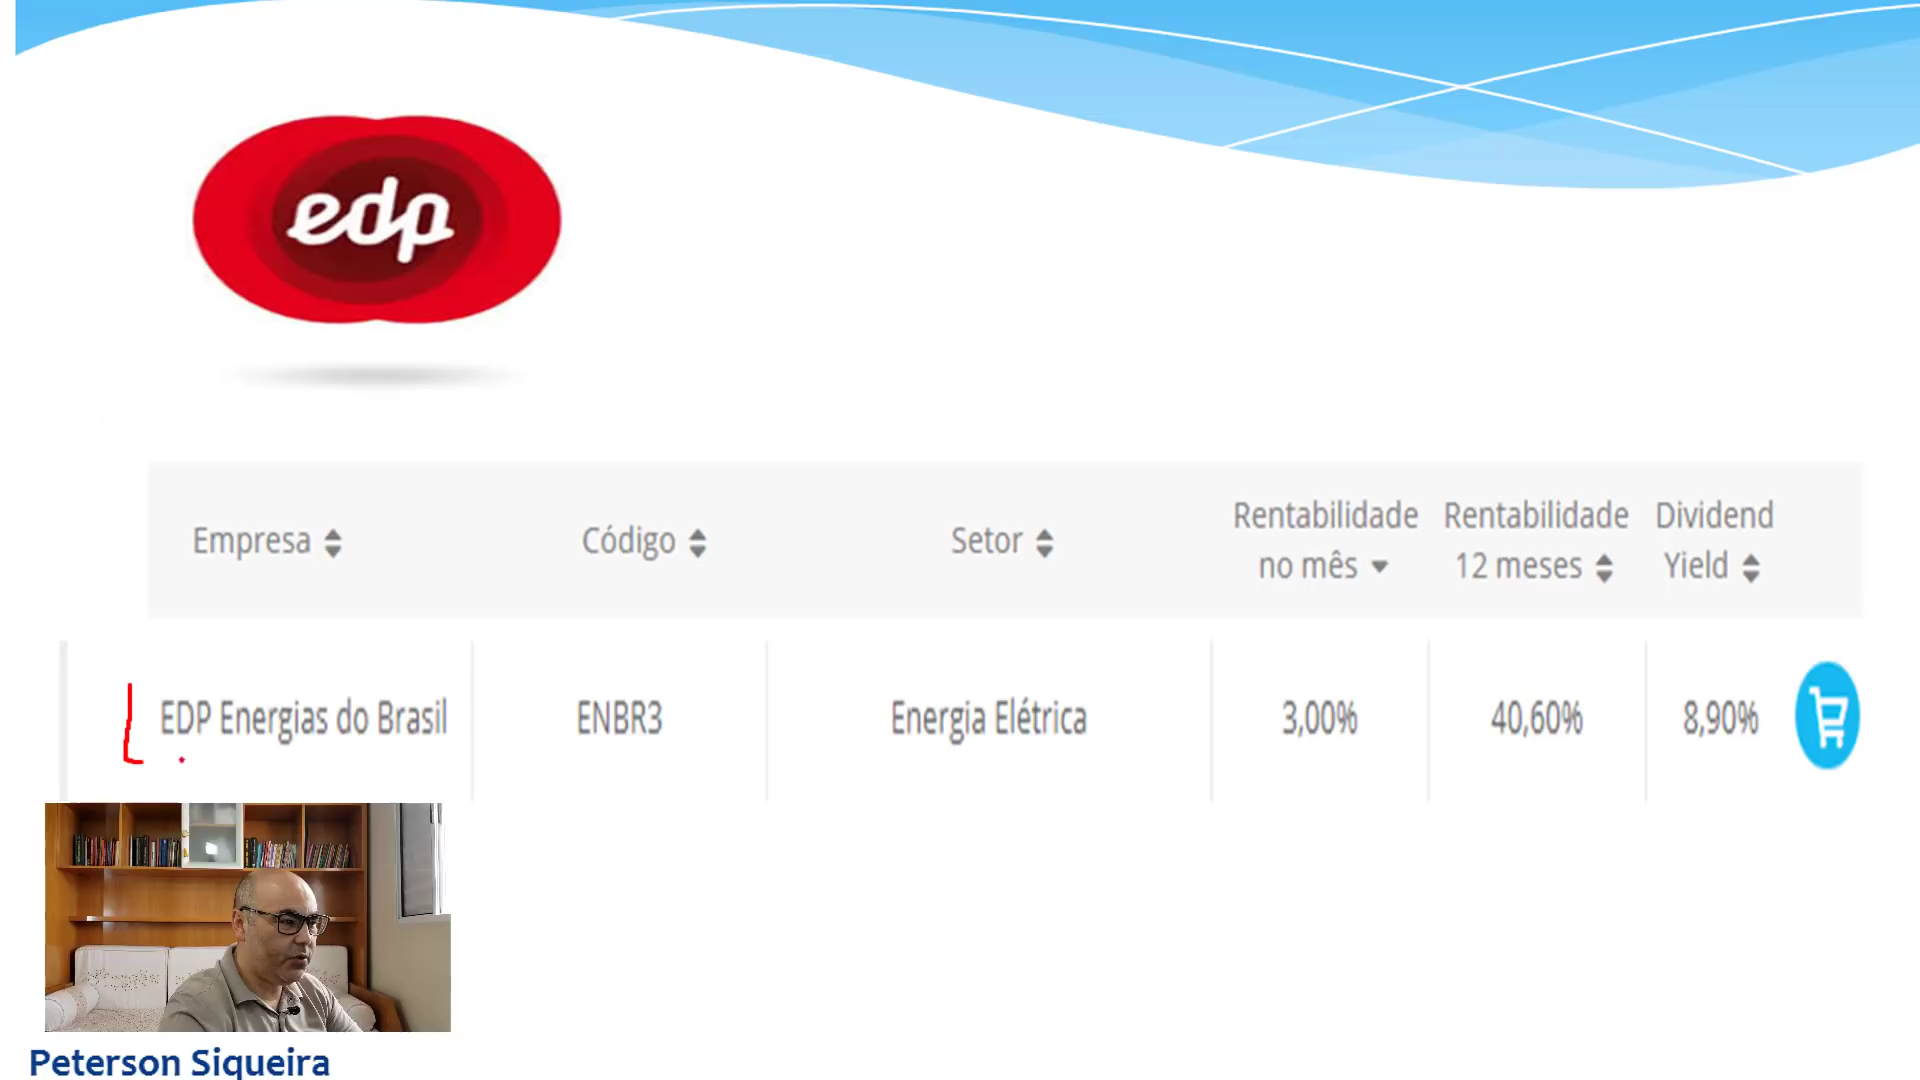 edp
Empresa Código Setor Rentabilidade no mês Rentabilidade 12 meses Dividend Yield
EDP Energias do Brasil ENBR3 Energia Elétrica 3,00% 40,60% 8,90%
Peterson Siqueira